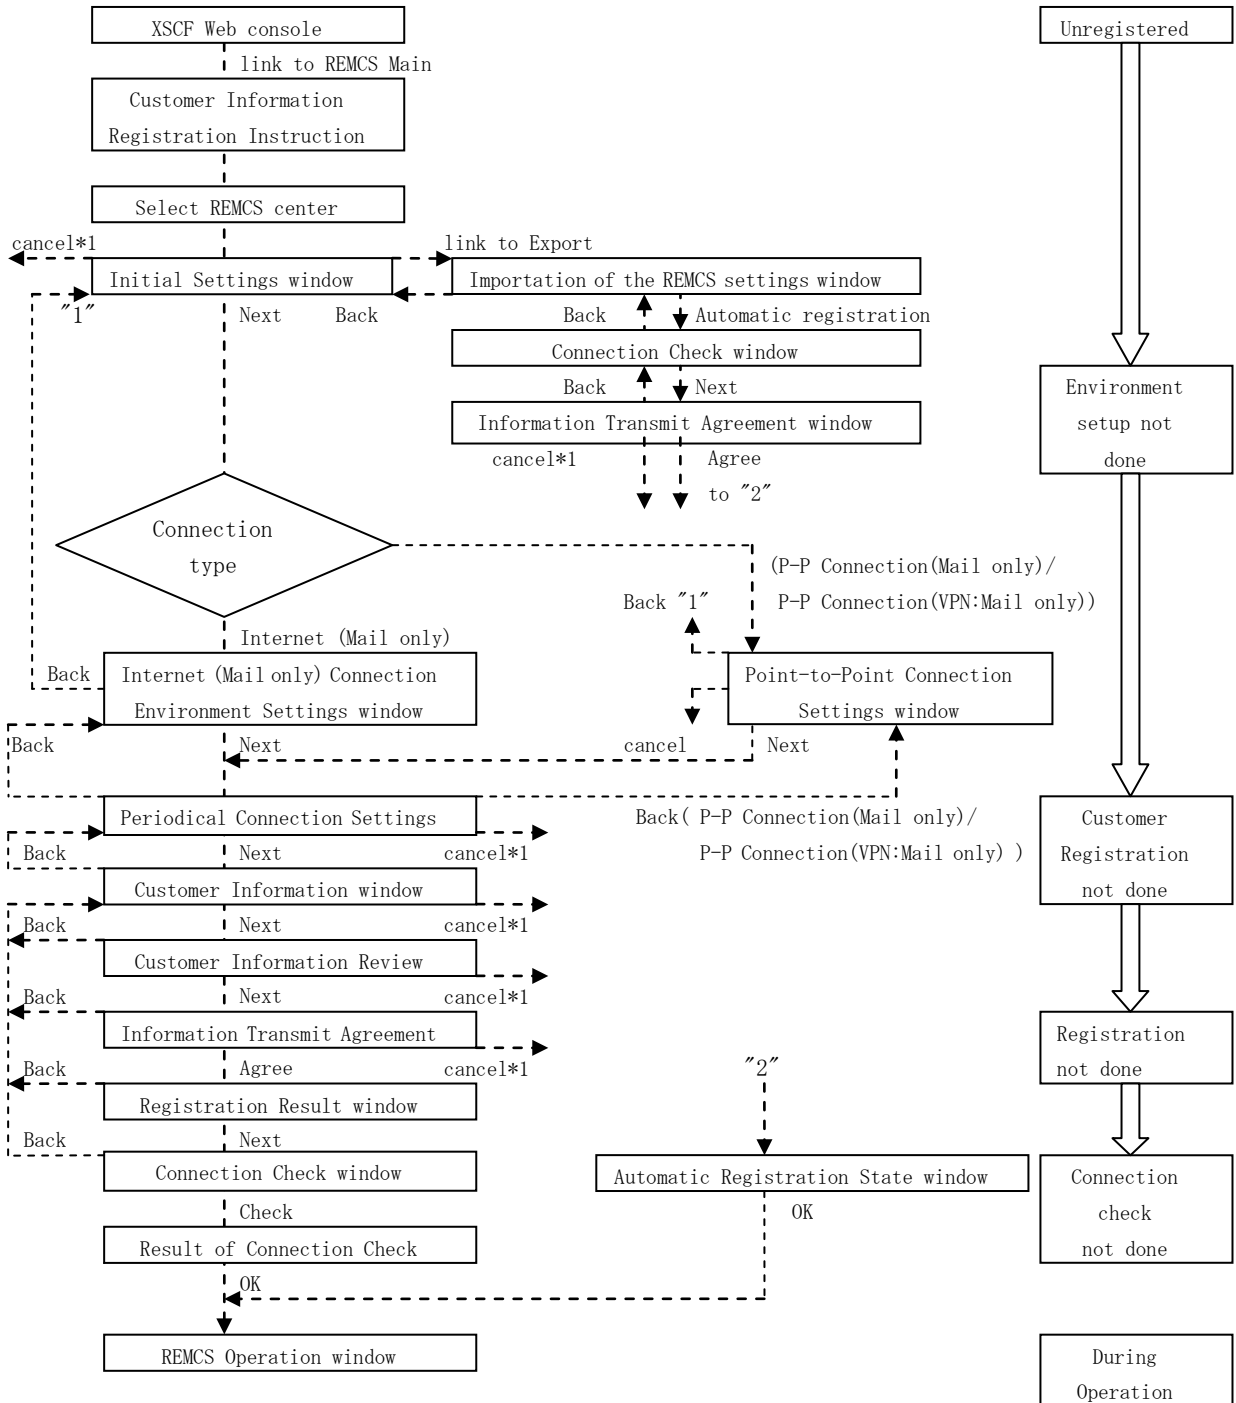 XSCF Web console
Unregistered
link to REMCS Main
Customer Information
Registration Instruction
Select REMCS center
cancel*1
link to Export
Initial Settings window
Importation of the REMCS settings window
"1"
Next
Back
Back
Automatic registration
Connection Check window
Back
Next
Information Transmit Agreement window
cancel*1
Agree
to "2"
Environment
setup not
done
Connection
type
(P-P Connection(Mail only)/
P-P Connection(VPN:Mail only))
Back "1"
Internet (Mail only)
Back
Internet (Mail only) Connection
Environment Settings window
Point-to-Point Connection
Settings window
Back
Next
cancel
Next
Periodical Connection Settings
Back( P-P Connection(Mail only)/
P-P Connection(VPN:Mail only) )
Customer
Registration
not done
Back
Next
cancel*1
Customer Information window
Back
Next
cancel*1
Customer Information Review
Back
Next
cancel*1
Information Transmit Agreement
Registration
not done
Back
Agree
cancel*1
"2"
Registration Result window
Back
Next
Connection Check window
Automatic Registration State window
Connection
check
not done
Check
OK
Result of Connection Check
OK
REMCS Operation window
During
Operation